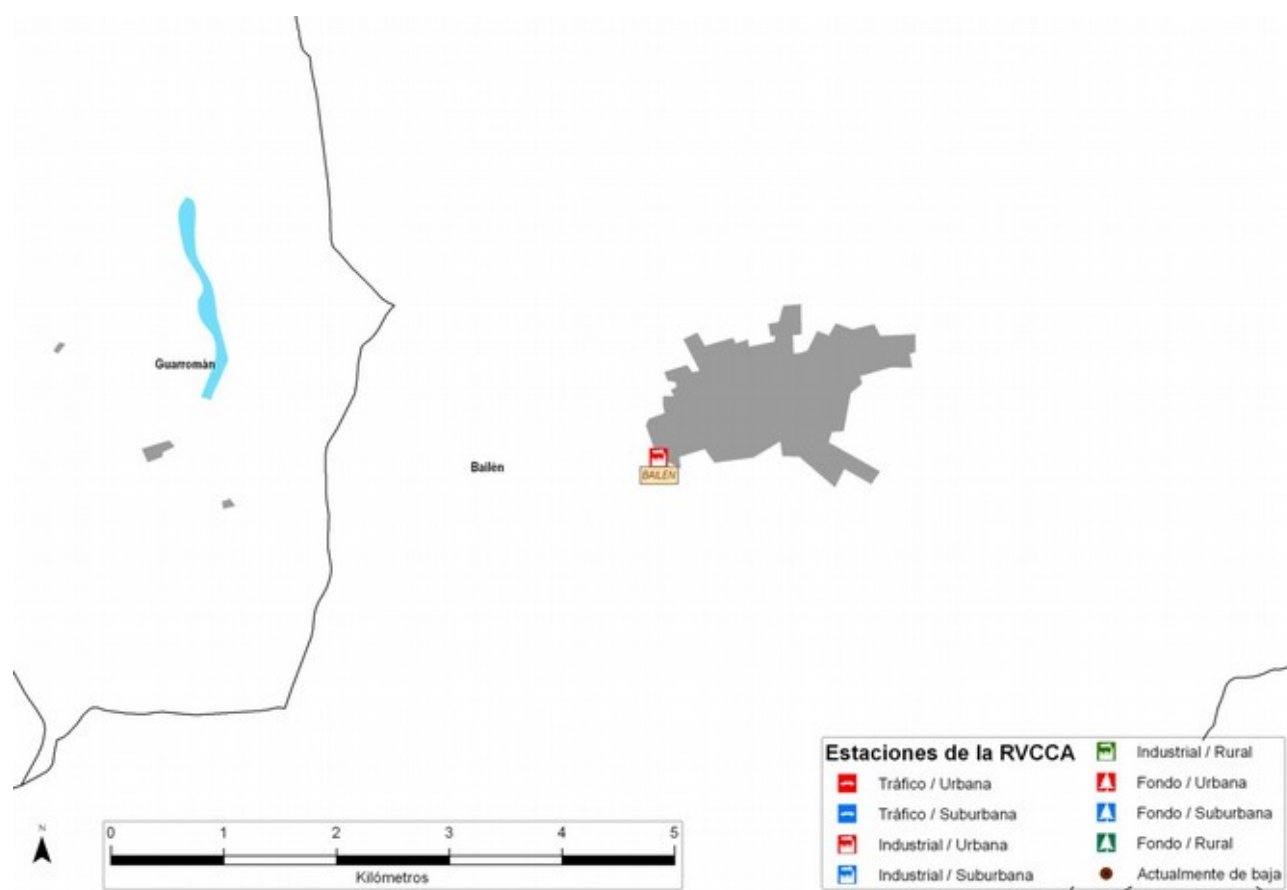 Guarromán
Bailén
BAILÉN
Estaciones de la RVCCA
Tráfico / Urbana
Tráfico / Suburbana
Industrial / Urbana
Industrial / Suburbana
Industrial / Rural
Fondo / Urbana
Fondo / Suburbana
Fondo / Rural
Actualmente de baja
N
0 1 2 3 4 5
Kilómetros